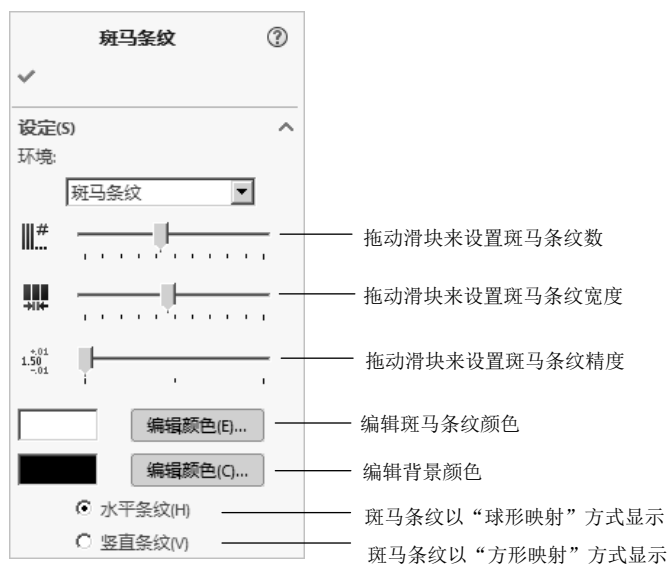 斑马条纹
设定(S)
环境:
斑马条纹
#
拖动滑块来设置斑马条纹数
拖动滑块来设置斑马条纹宽度
+.01
1.50
-.01
拖动滑块来设置斑马条纹精度
编辑颜色(E)...
编辑斑马条纹颜色
编辑颜色(C)...
编辑背景颜色
水平条纹(H)
斑马条纹以“球形映射”方式显示
竖直条纹(V)
斑马条纹以“方形映射”方式显示